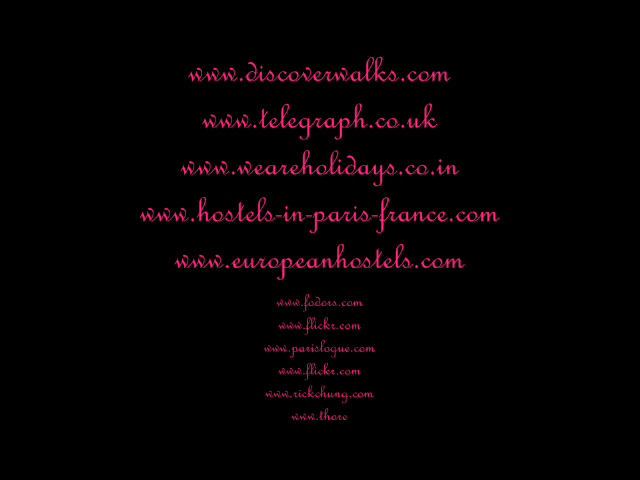 www.discoverwalks.com
www.telegraph.co.uk
www.weareholidays.co.in
www.hostels-in-paris-france.com
www.europeanhostels.com
www.fodors.com
www.flickr.com
www.parislogue.com
www.flickr.com
www.rickchung.com
www.thore